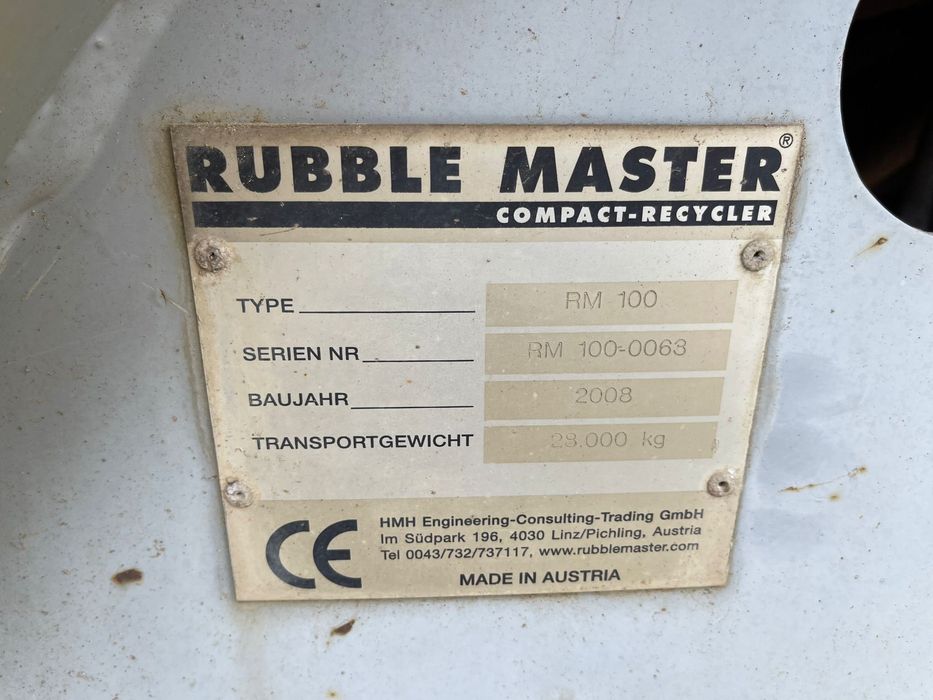 RUBBLE MASTER®
COMPACT-RECYCLER
TYPE RM 100
SERIEN NR RM 100-0063
BAUJAHR 2008
TRANSPORTGEWICHT 28.000 kg
CE
HMH Engineering-Consulting-Trading GmbH
Im Südpark 196, 4030 Linz/Pichling, Austria
Tel 0043/732/737117, www.rubblemaster.com
MADE IN AUSTRIA